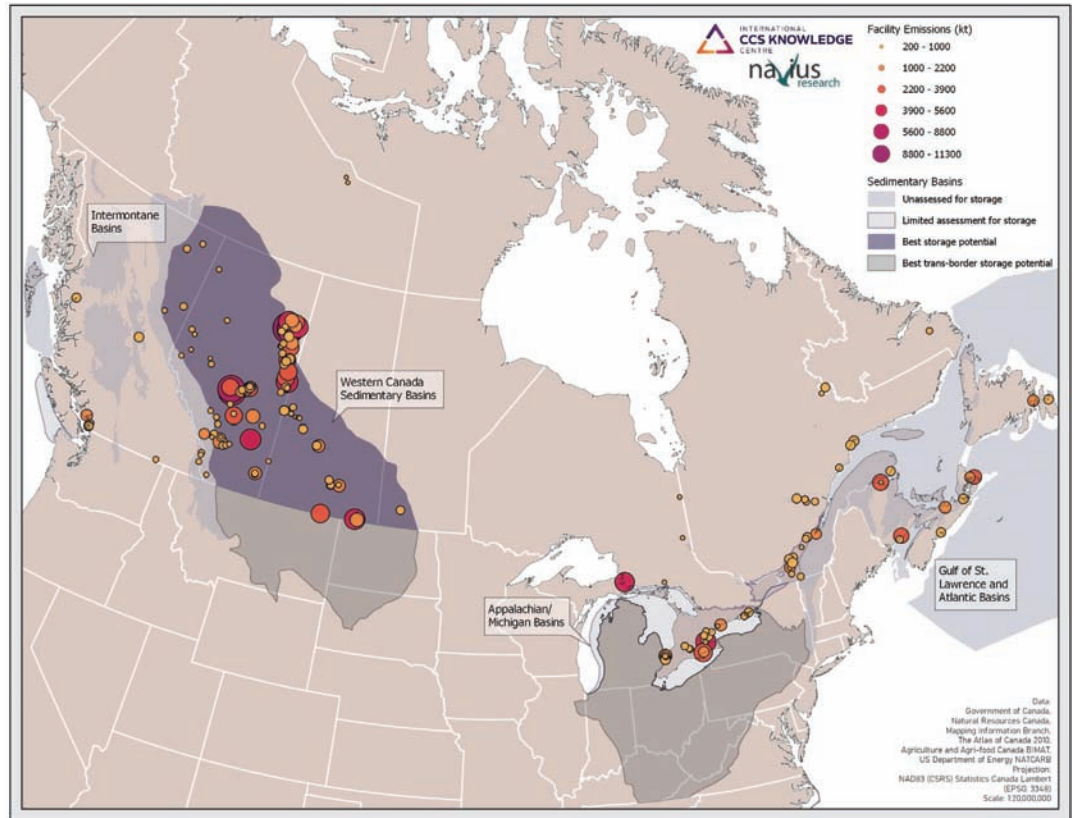 INTERNATIONAL
CCS KNOWLEDGE
CENTRE
navius
research
Facility Emissions (kt)
200 - 1000
1000 - 2200
2200 - 3900
3900 - 5600
5600 - 8800
8800 - 11300
Sedimentary Basins
Unassessed for storage
Limited assessment for storage
Best storage potential
Best trans-border storage potential
Intermontane
Basins
Western Canada
Sedimentary Basins
Appalachian/
Michigan Basins
Gulf of St.
Lawrence and
Atlantic Basins
Data:
Government of Canada,
Natural Resources Canada,
Mapping Information Branch,
The Atlas of Canada 2010,
Agriculture and Agri-food Canada BIMAT,
US Department of Energy NATCARB
Projection:
NAD83 (CSRS) Statistics Canada Lambert
(EPSG: 3348)
Scale: 1:20,000,000